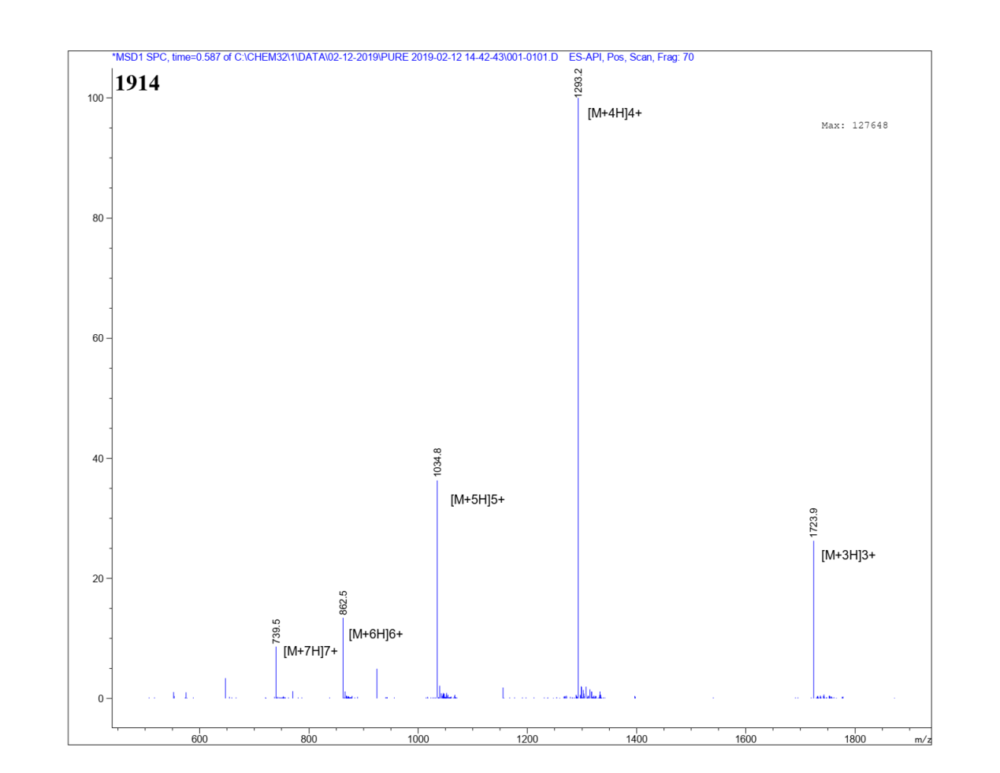 *MSD1 SPC, time=0.587 of C:\CHEM32\1\DATA\02-12-2019\PURE 2019-02-12 14-42-43\001-0101.D    ES-API, Pos, Scan, Frag: 70
1914
1293.2
100
[M+4H]4+
Max: 127648
80
60
40
1034.8
[M+5H]5+
1723.9
[M+3H]3+
20
862.5
739.5
[M+6H]6+
[M+7H]7+
0
600
800
1000
1200
1400
1600
1800
m/z